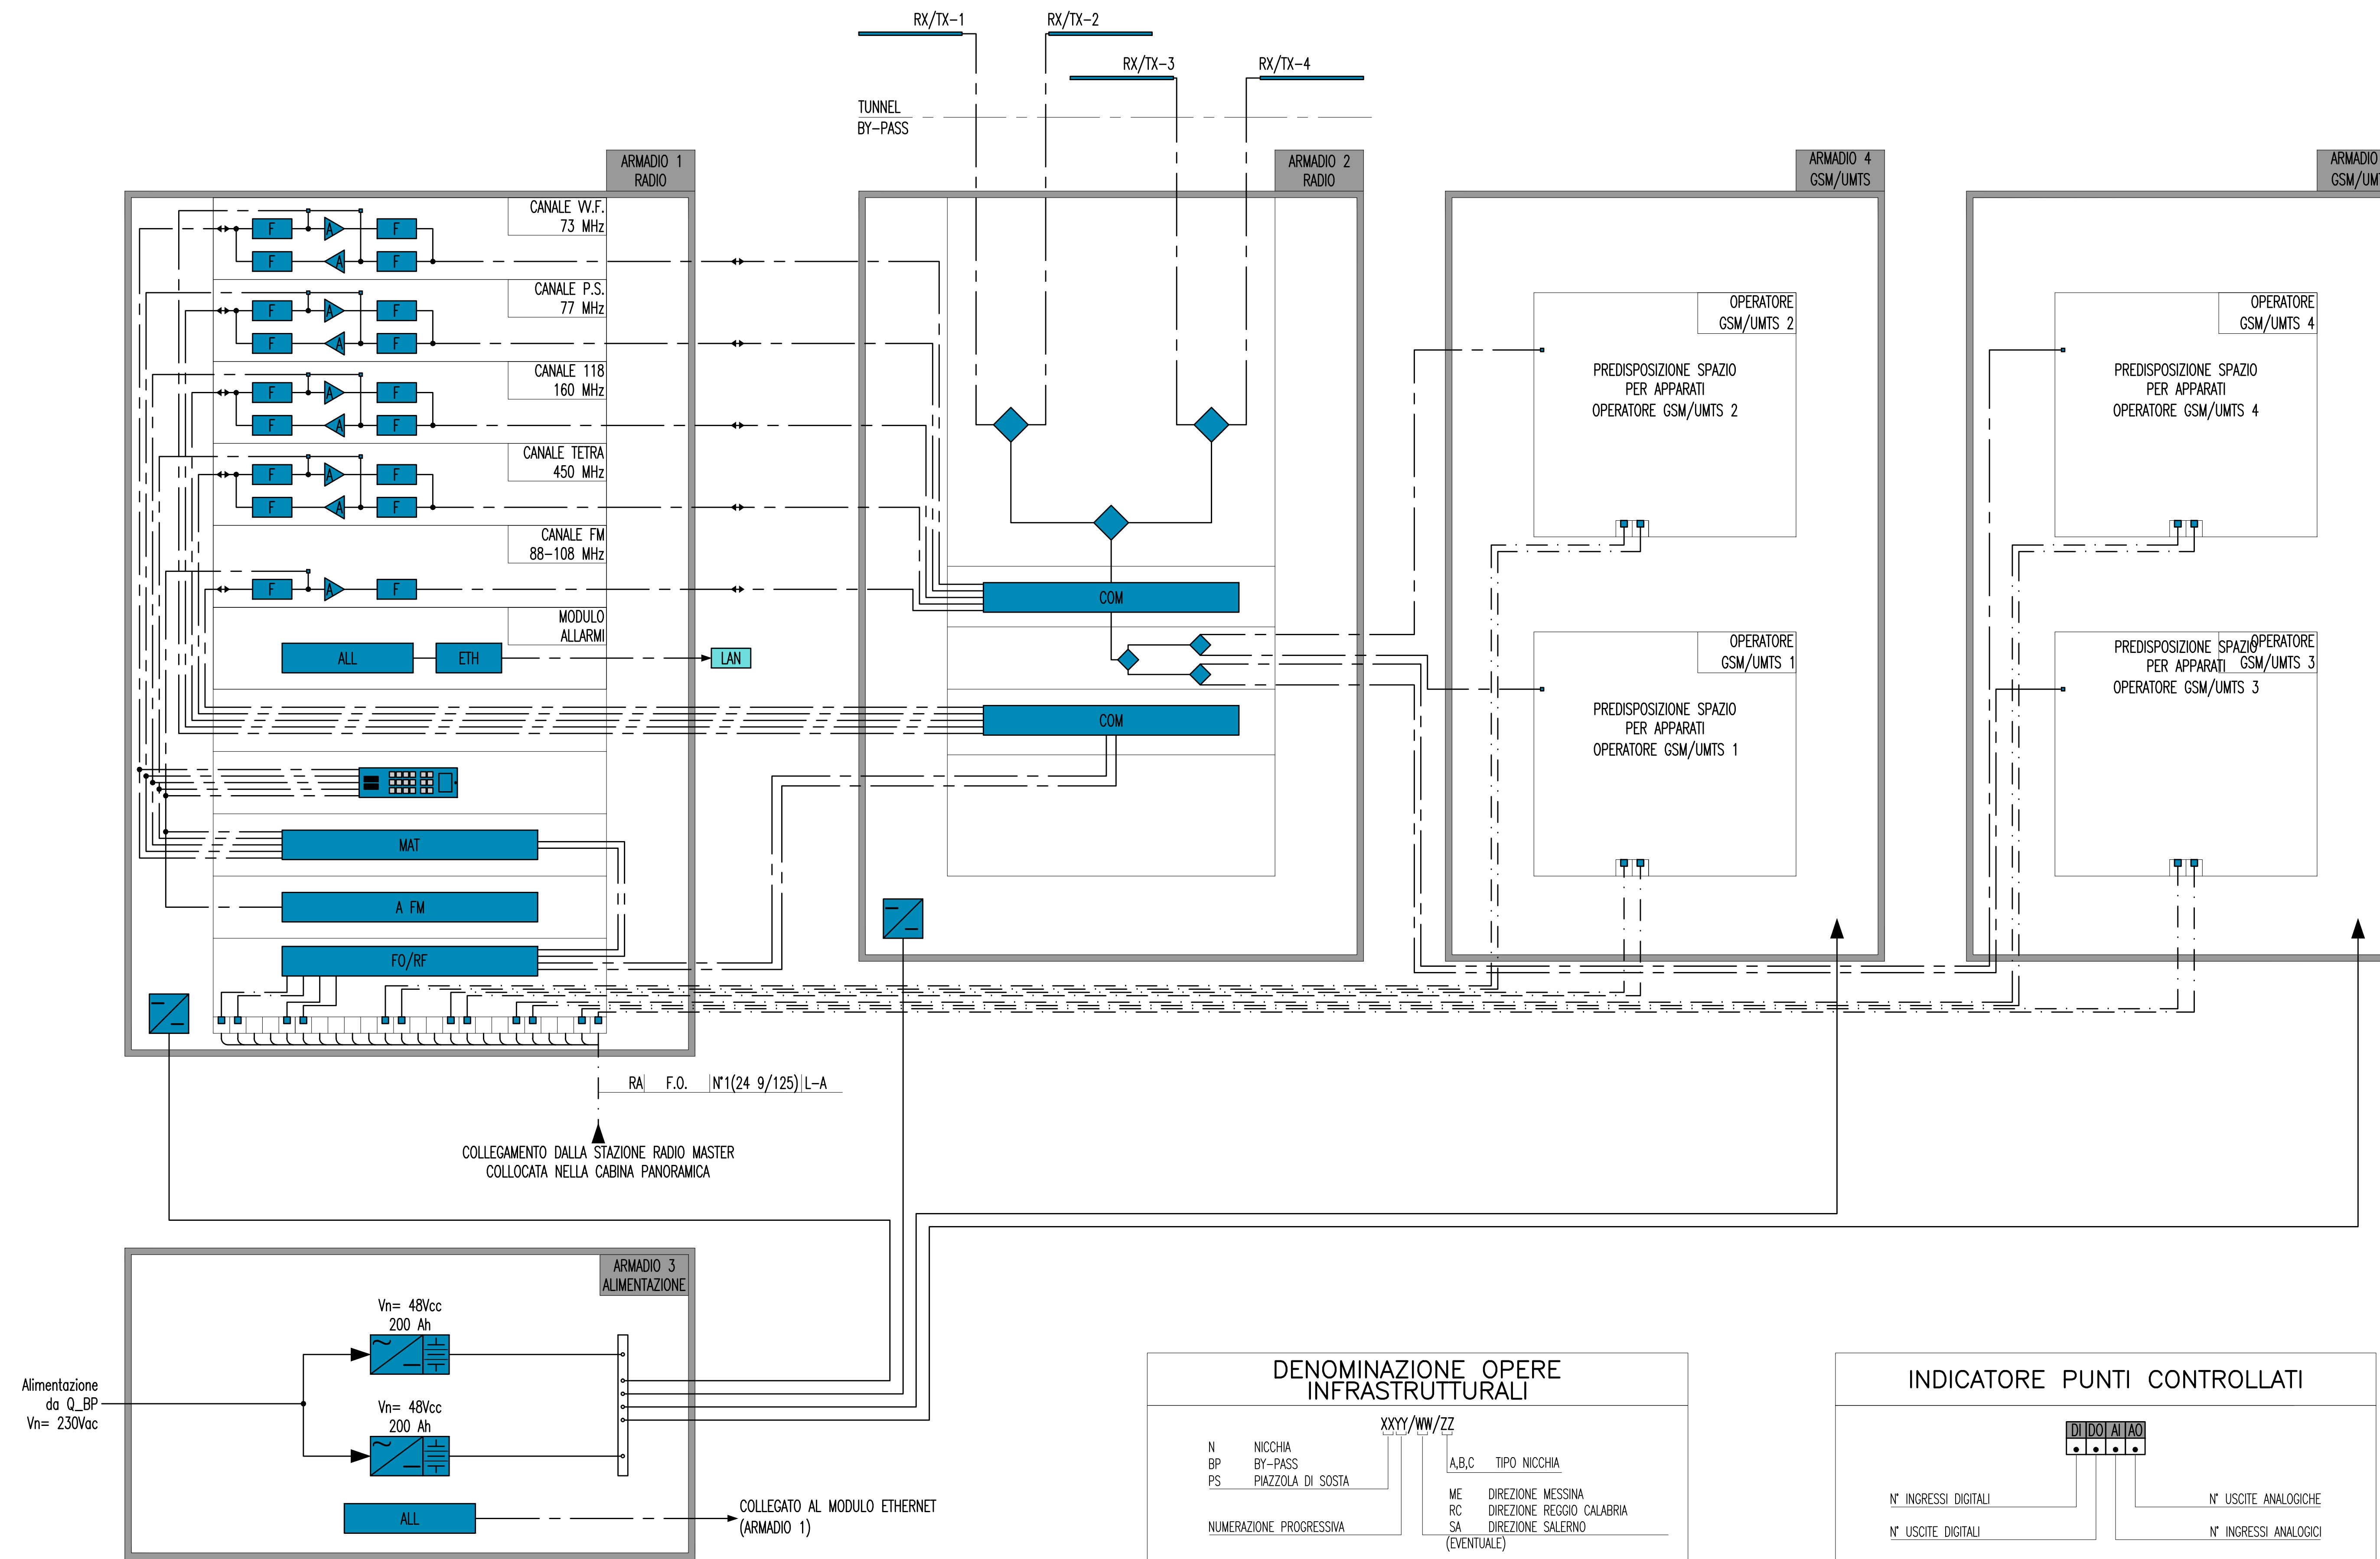 RX/TX-1
RX/TX-2
RX/TX-3
RX/TX-4
TUNNEL
BY-PASS
ARMADIO 1
RADIO
ARMADIO 2
RADIO
ARMADIO 4
GSM/UMTS
ARMADIO
CANALE VV.F.
73 MHz
F
A
F
F
A
F
CANALE P.S.
77 MHz
F
A
F
F
A
F
CANALE 118
160 MHz
F
A
F
F
A
F
CANALE TETRA
450 MHz
F
A
F
F
A
F
CANALE FM
88-108 MHz
F
A
F
MODULO
ALLARMI
ALL
ETH
LAN
MAT
A FM
FO/RF
COM
COM
OPERATORE
GSM/UMTS 2
PREDISPOSIZIONE SPAZIO
PER APPARATI
OPERATORE GSM/UMTS 2
OPERATORE
GSM/UMTS 1
PREDISPOSIZIONE SPAZIO
PER APPARATI
OPERATORE GSM/UMTS 1
OPERATORE
GSM/UMTS 4
PREDISPOSIZIONE SPAZIO
PER APPARATI
OPERATORE GSM/UMTS 4
OPERATORE
GSM/UMTS 3
PREDISPOSIZIONE SPAZIO
PER APPARATI
OPERATORE GSM/UMTS 3
RA F.O. N°1(24 9/125) L-A
COLLEGAMENTO DALLA STAZIONE RADIO MASTER
COLLOCATA NELLA CABINA PANORAMICA
ARMADIO 3
ALIMENTAZIONE
Vn= 48Vcc
200 Ah
Vn= 48Vcc
200 Ah
Alimentazione
da Q_BP
Vn= 230Vac
ALL
COLLEGATO AL MODULO ETHERNET
(ARMADIO 1)
DENOMINAZIONE OPERE
INFRASTRUTTURALI
XXYY/WW/ZZ
N NICCHIA
BP BY-PASS
PS PIAZZOLA DI SOSTA
NUMERAZIONE PROGRESSIVA
A,B,C TIPO NICCHIA
ME DIREZIONE MESSINA
RC DIREZIONE REGGIO CALABRIA
SA DIREZIONE SALERNO
(EVENTUALE)
INDICATORE PUNTI CONTROLLATI
DI DO AI AO
N° INGRESSI DIGITALI
N° USCITE DIGITALI
N° USCITE ANALOGICHE
N° INGRESSI ANALOGICI